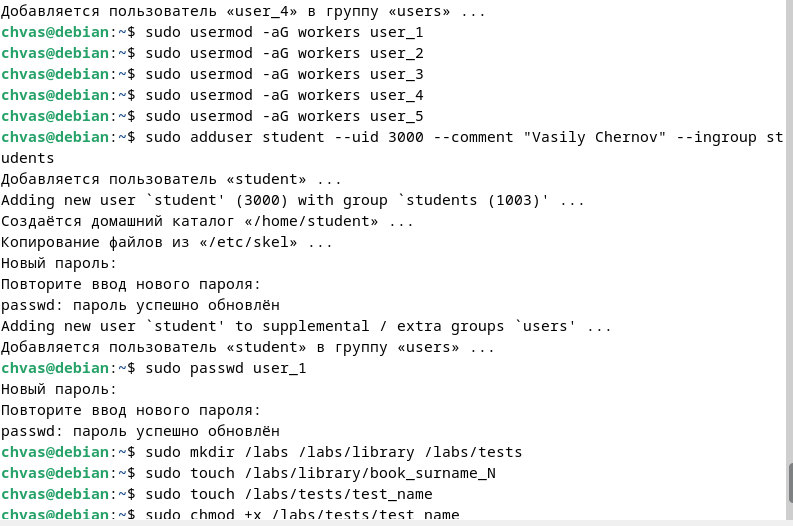 Добавляется пользователь «user_4» в группу «users» ...
chvas@debian:~$ sudo usermod -aG workers user_1
chvas@debian:~$ sudo usermod -aG workers user_2
chvas@debian:~$ sudo usermod -aG workers user_3
chvas@debian:~$ sudo usermod -aG workers user_4
chvas@debian:~$ sudo usermod -aG workers user_5
chvas@debian:~$ sudo adduser student --uid 3000 --comment "Vasily Chernov" --ingroup st
udents
Добавляется пользователь «student» ...
Adding new user `student' (3000) with group `students (1003)' ...
Создаётся домашний каталог «/home/student» ...
Копирование файлов из «/etc/skel» ...
Новый пароль:
Повторите ввод нового пароля:
passwd: пароль успешно обновлён
Adding new user `student' to supplemental / extra groups `users' ...
Добавляется пользователь «student» в группу «users» ...
chvas@debian:~$ sudo passwd user_1
Новый пароль:
Повторите ввод нового пароля:
passwd: пароль успешно обновлён
chvas@debian:~$ sudo mkdir /labs /labs/library /labs/tests
chvas@debian:~$ sudo touch /labs/library/book_surname_N
chvas@debian:~$ sudo touch /labs/tests/test_name
chvas@debian:~$ sudo chmod +x /labs/tests/test_name